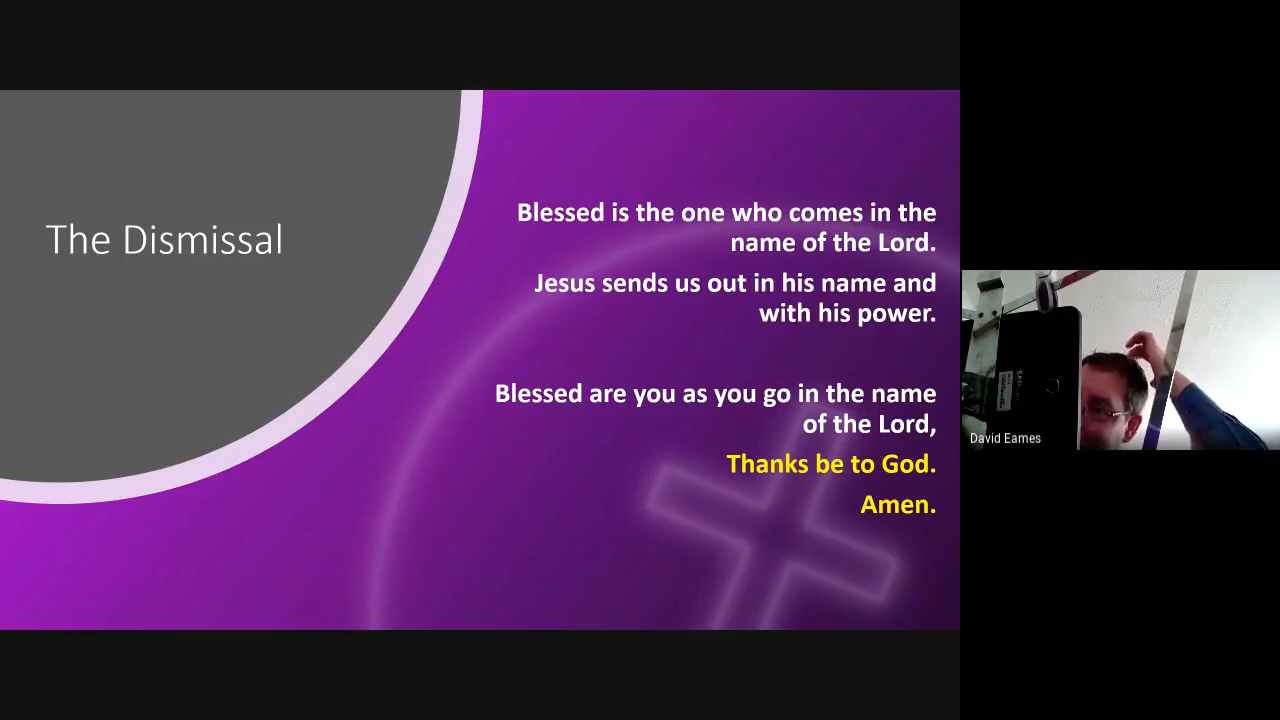 The Dismissal
Blessed is the one who comes in the
name of the Lord.
Jesus sends us out in his name and
with his power.
Blessed are you as you go in the name
of the Lord,
Thanks be to God.
Amen.
David Eames